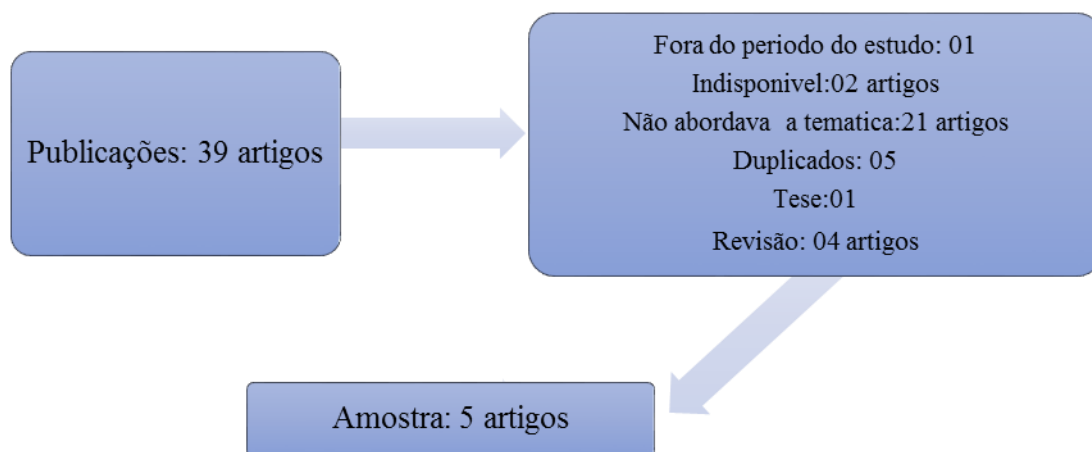 Publicações: 39 artigos
Fora do periodo do estudo: 01
Indisponivel:02 artigos
Não abordava a tematica:21 artigos
Duplicados: 05
Tese:01
Revisão: 04 artigos
Amostra: 5 artigos